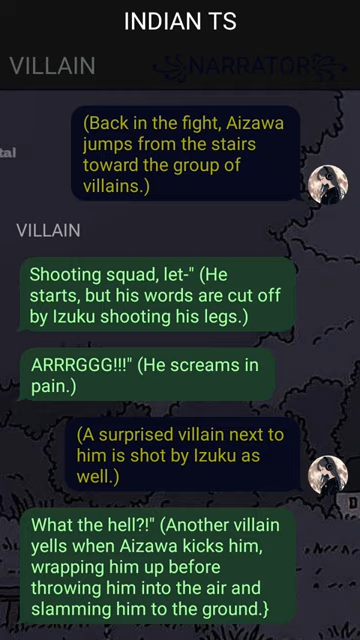 INDIAN TS
VILLAIN
꧁NARRATOR꧂
tal
(Back in the fight, Aizawa
jumps from the stairs
toward the group of
villains.)
VILLAIN
Shooting squad, let-" (He
starts, but his words are cut off
by Izuku shooting his legs.)
ARRRGGG!!!" (He screams in
pain.)
(A surprised villain next to
him is shot by Izuku as
well.)
What the hell?!" (Another villain
yells when Aizawa kicks him,
wrapping him up before
throwing him into the air and
slamming him to the ground.}